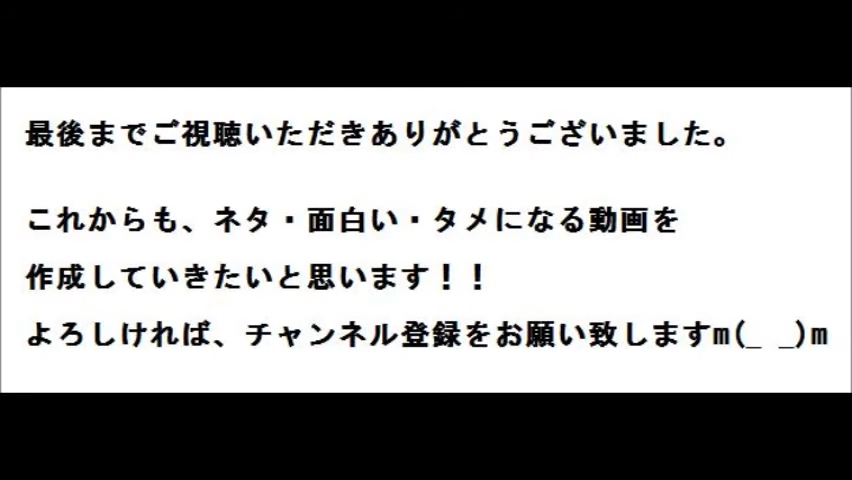 最後までご視聴いただきありがとうございました。
これからも、ネタ・面白い・タメになる動画を
作成していきたいと思います！！
よろしければ、チャンネル登録をお願い致しますm(_ _)m